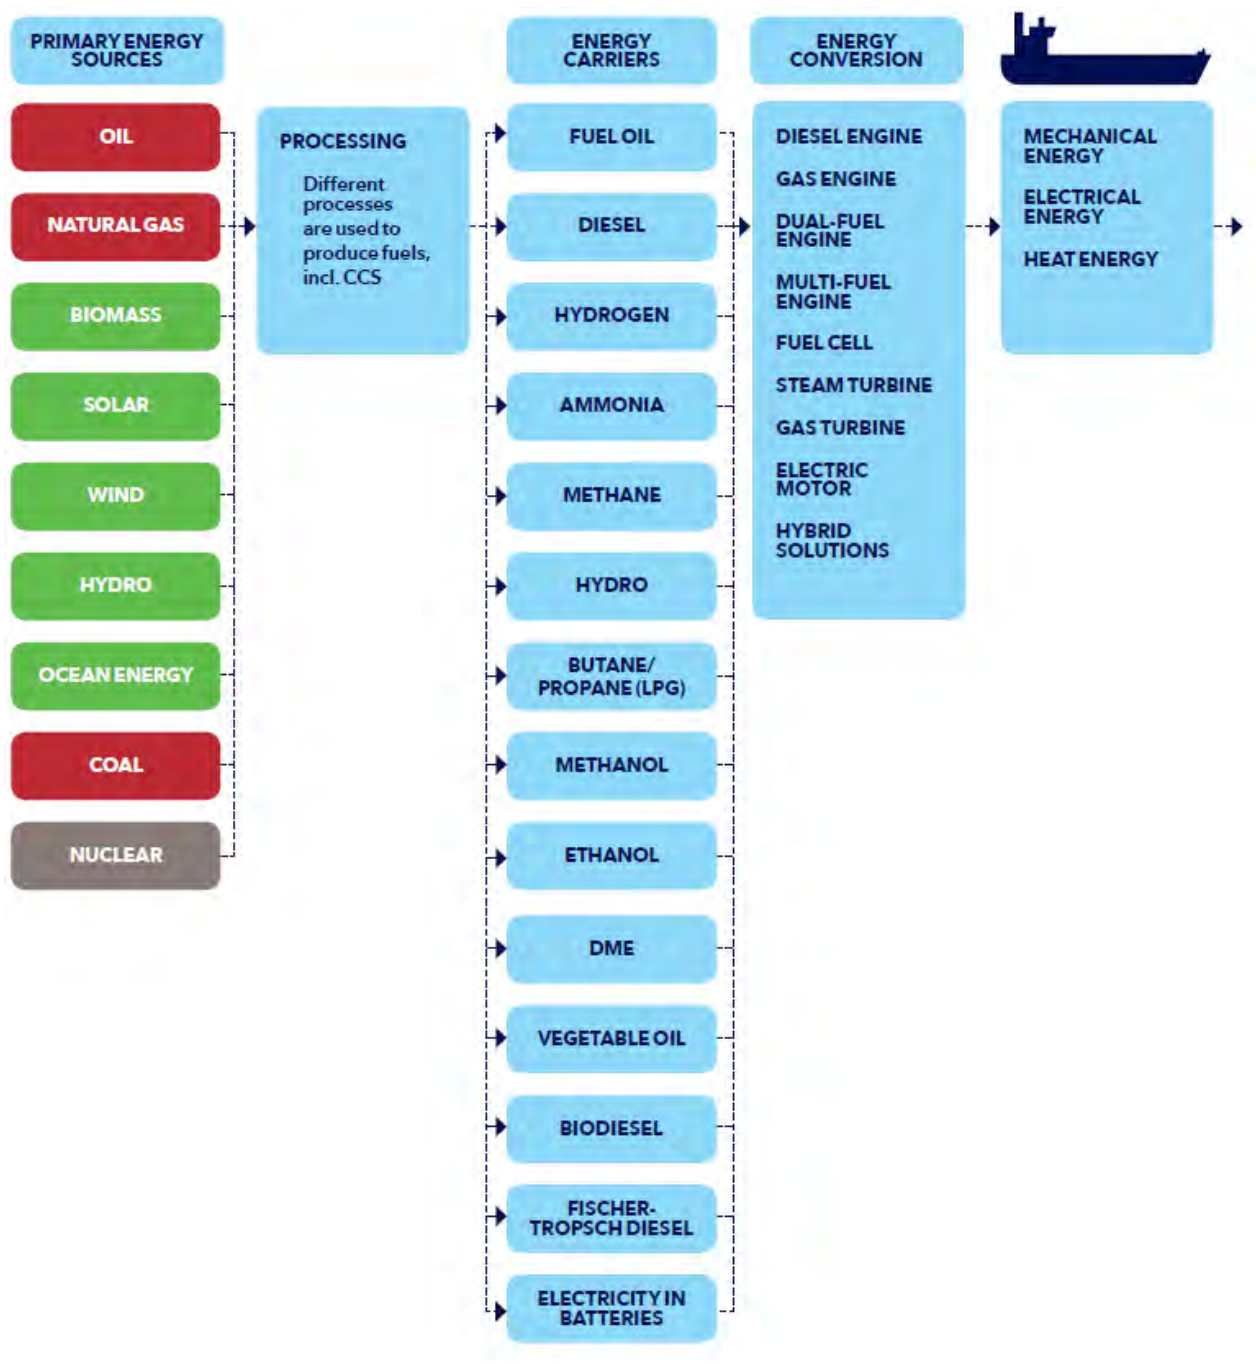 PRIMARY ENERGY
SOURCES
OIL
NATURAL GAS
BIOMASS
SOLAR
WIND
HYDRO
OCEAN ENERGY
COAL
NUCLEAR
PROCESSING
Different
processes
are used to
produce fuels,
incl. CCS
ENERGY
CARRIERS
FUEL OIL
DIESEL
HYDROGEN
AMMONIA
METHANE
HYDRO
BUTANE/
PROPANE (LPG)
METHANOL
ETHANOL
DME
VEGETABLE OIL
BIODIESEL
FISCHER-
TROPSCH DIESEL
ELECTRICITY IN
BATTERIES
ENERGY
CONVERSION
DIESEL ENGINE
GAS ENGINE
DUAL-FUEL
ENGINE
MULTI-FUEL
ENGINE
FUEL CELL
STEAM TURBINE
GAS TURBINE
ELECTRIC
MOTOR
HYBRID
SOLUTIONS
MECHANICAL
ENERGY
ELECTRICAL
ENERGY
HEAT ENERGY